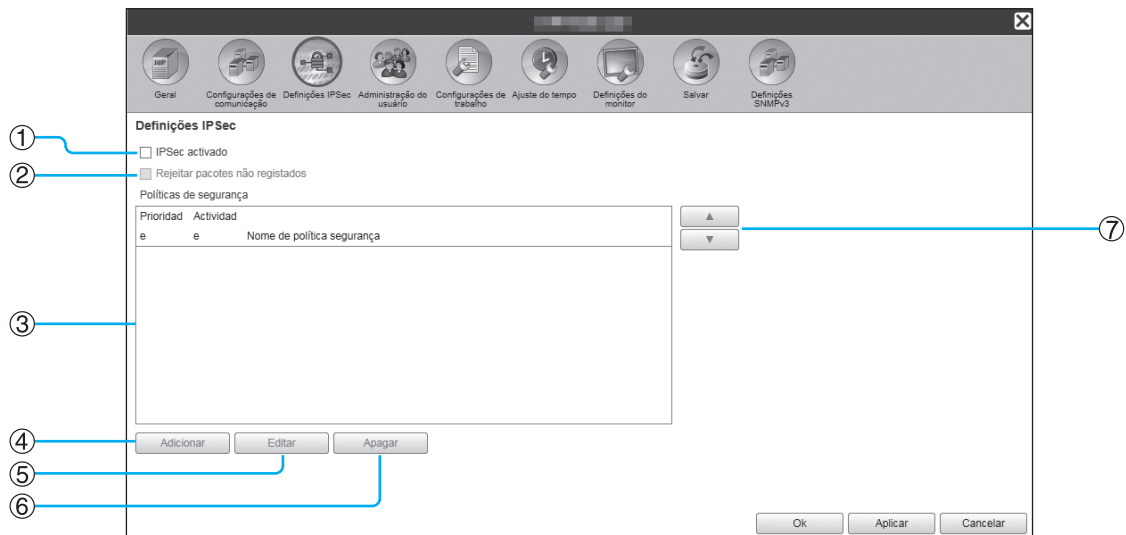 RIP
Geral
Configurações de comunicação
Definições IPSec
Administração do usuário
Configurações de trabalho
Ajuste do tempo
Definições do monitor
Salvar
Definições SNMPv3
Definições IPSec
① IPSec activado
② Rejeitar pacotes não registados
Políticas de segurança
Prioridad Actividad
e e Nome de política segurança
▲
▼
⑦
③
④ Adicionar Editar Apagar
⑤
⑥
Ok Aplicar Cancelar